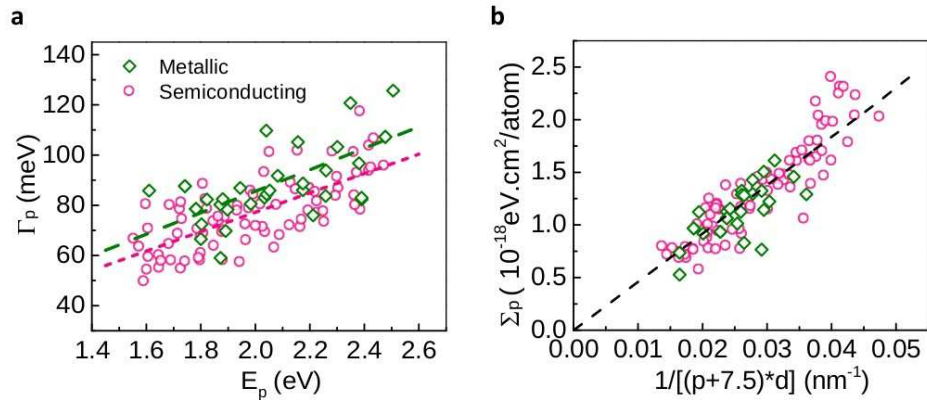 a
140
120
100
80
60
40
Γp (meV)
Metallic
Semiconducting
1.4 1.6 1.8 2.0 2.2 2.4 2.6
Ep (eV)
b
2.5
2.0
1.5
1.0
0.5
0.0
Σp ( 10-18eV.cm2/atom)
0.00 0.01 0.02 0.03 0.04 0.05
1/[(p+7.5)*d] (nm-1)